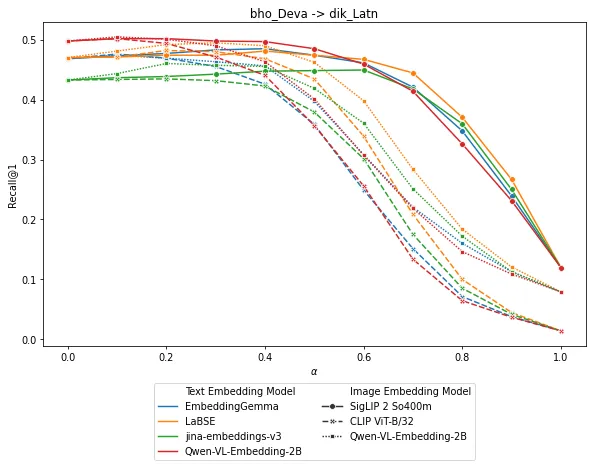 bho_Deva -> dik_Latn
0.5
0.4
0.3
0.2
0.1
0.0
Recall@1
0.0 0.2 0.4 0.6 0.8 1.0
α
Text Embedding Model
EmbeddingGemma
LaBSE
jina-embeddings-v3
Qwen-VL-Embedding-2B
Image Embedding Model
SigLIP 2 So400m
CLIP ViT-B/32
Qwen-VL-Embedding-2B